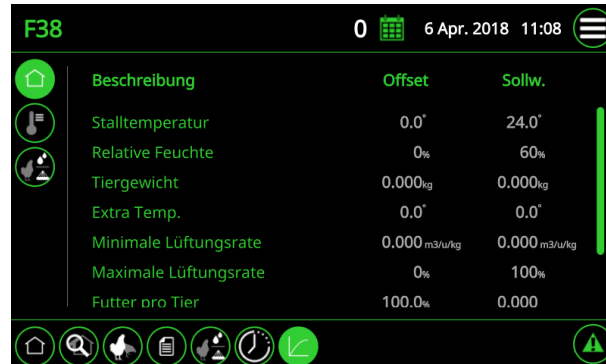 F38 0 6 Apr. 2018 11:08
Beschreibung Offset Sollw.
Stalltemperatur 0.0° 24.0°
Relative Feuchte 0% 60%
Tiergewicht 0.000kg 0.000kg
Extra Temp. 0.0° 0.0°
Minimale Lüftungsrate 0.000 m3/u/kg 0.000 m3/u/kg
Maximale Lüftungsrate 0% 100%
Futter pro Tier 100.0% 0.000